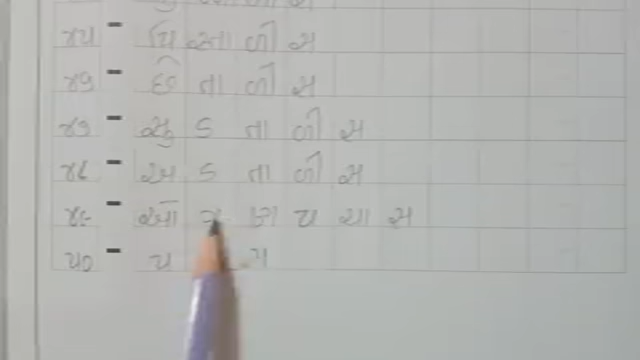 ૪૫ - પિ સ્તા ળી સ
૪૬ - છે તા ળી સ
૪૭ - સુ ડ તા ળી સ
૪૮ - અ ડ તા ળી સ
૪૯ - ઓ ગ ણ પ ચા સ
૫૦ - પ